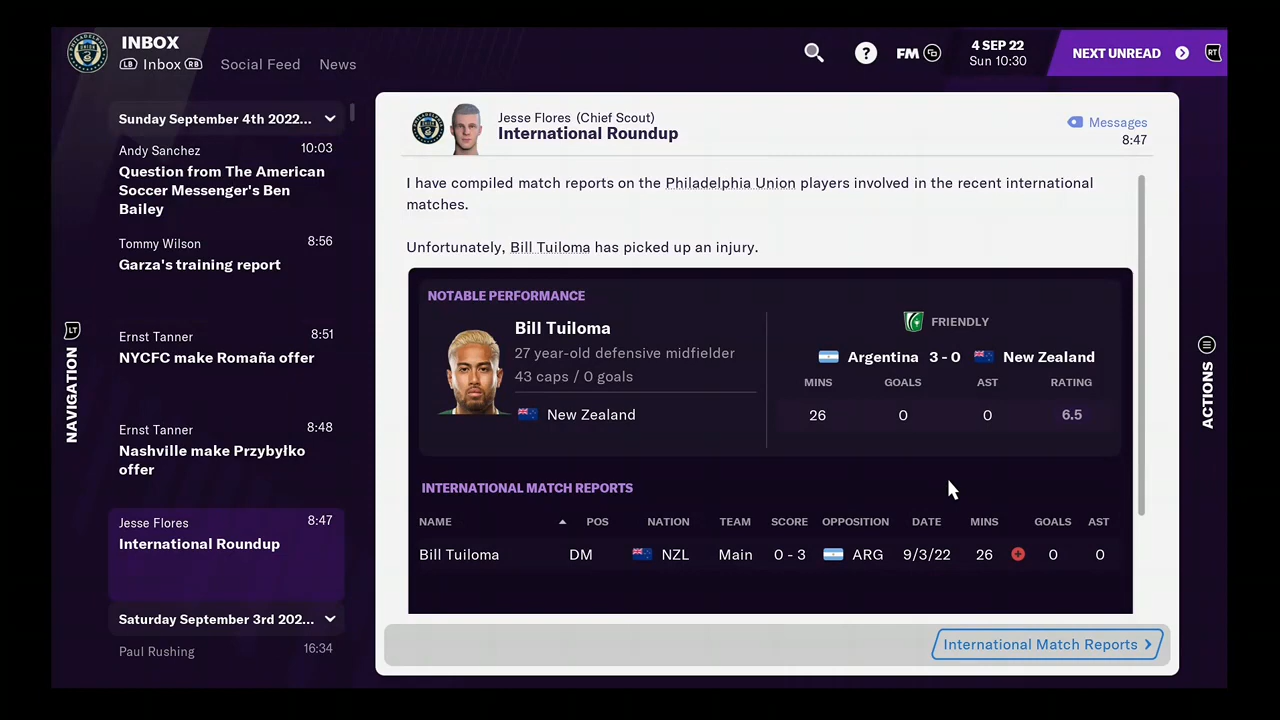 INBOX
LB Inbox RB Social Feed News
?
FM
4 SEP 22
Sun 10:30
NEXT UNREAD
RT
Sunday September 4th 2022...
Andy Sanchez 10:03
Question from The American
Soccer Messenger's Ben
Bailey
Tommy Wilson 8:56
Garza's training report
Ernst Tanner 8:51
NYCFC make Romaña offer
Ernst Tanner 8:48
Nashville make Przybyłko
offer
Jesse Flores 8:47
International Roundup
Saturday September 3rd 202...
Paul Rushing 16:34
LT
NAVIGATION
Jesse Flores (Chief Scout)
International Roundup
Messages
8:47
I have compiled match reports on the Philadelphia Union players involved in the recent international
matches.
Unfortunately, Bill Tuiloma has picked up an injury.
NOTABLE PERFORMANCE
Bill Tuiloma
27 year-old defensive midfielder
43 caps / 0 goals
New Zealand
FRIENDLY
Argentina 3 - 0 New Zealand
MINS GOALS AST RATING
26 0 0 6.5
INTERNATIONAL MATCH REPORTS
NAME POS NATION TEAM SCORE OPPOSITION DATE MINS GOALS AST
Bill Tuiloma DM NZL Main 0 - 3 ARG 9/3/22 26 0 0
International Match Reports
ACTIONS